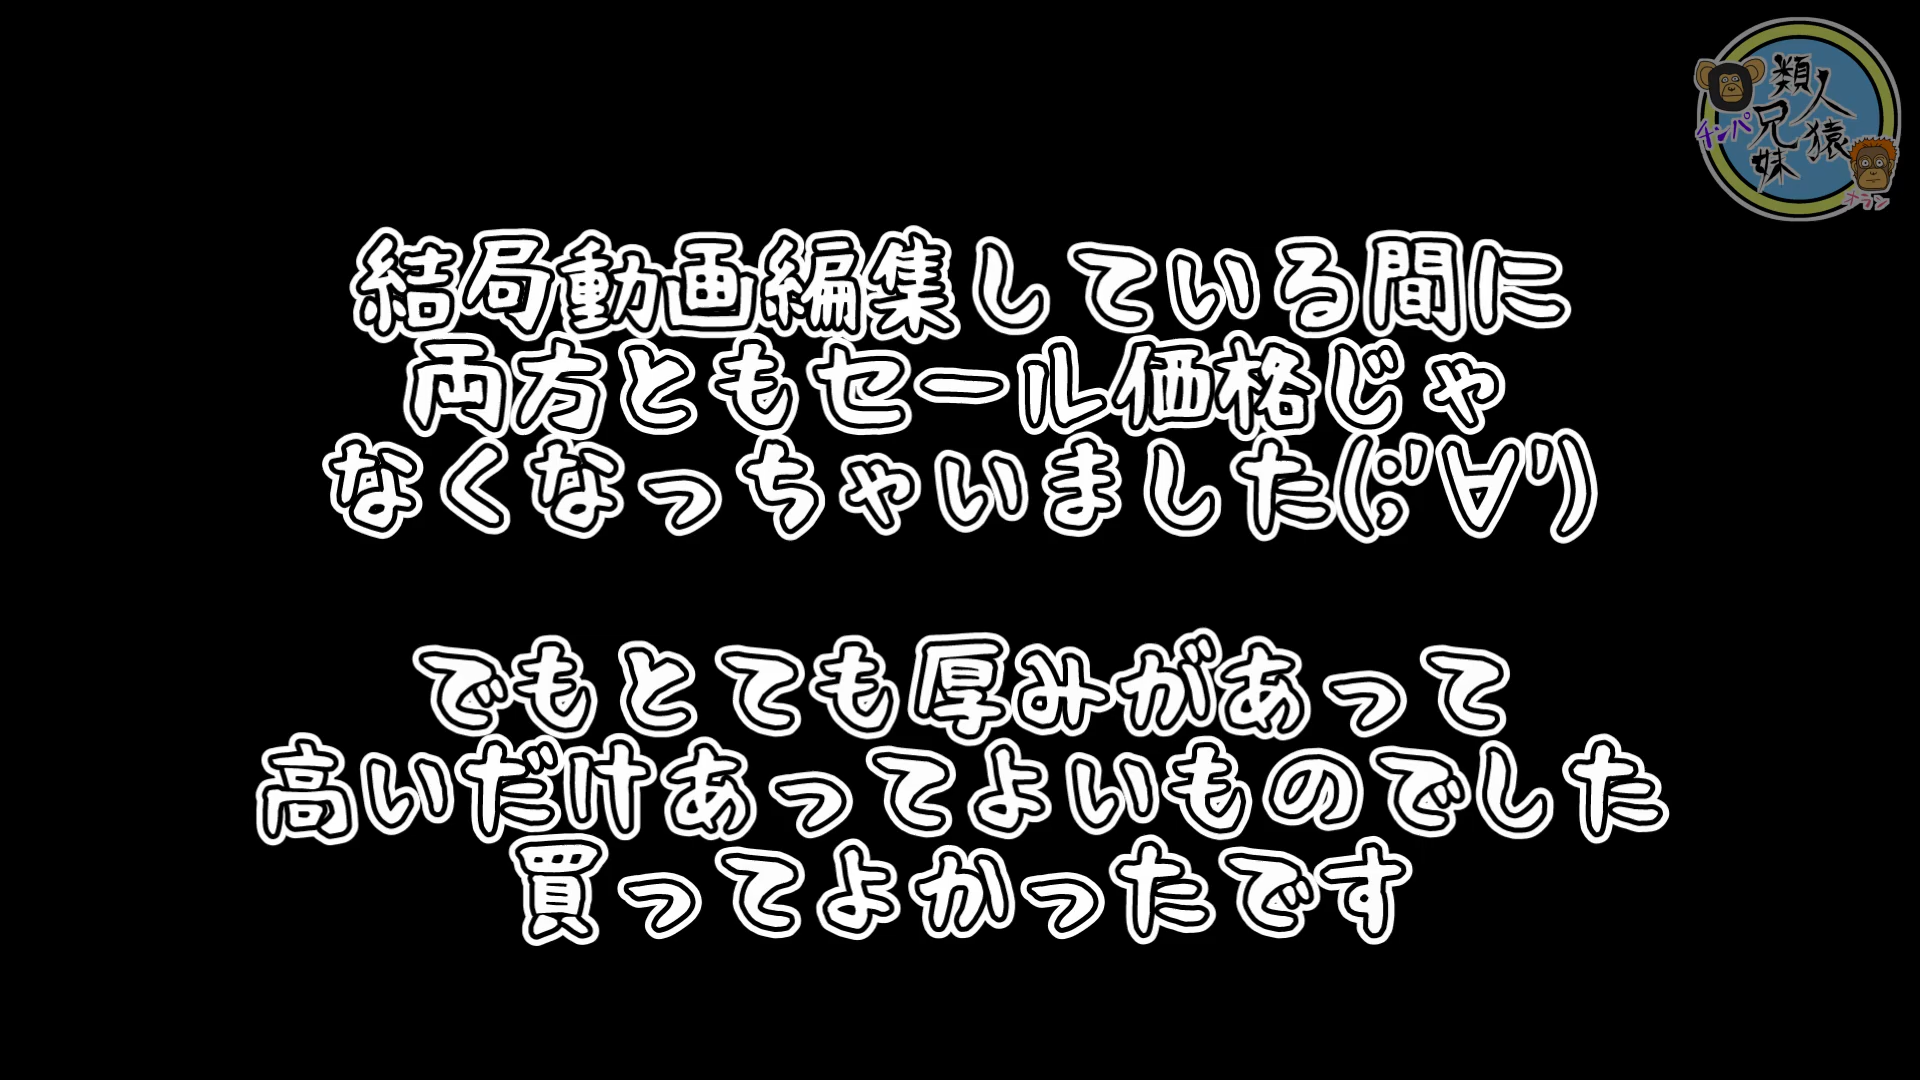 結局動画編集している間に
両方ともセール価格じゃ
なくなっちゃいました(;'∀')
でもとても厚みがあって
高いだけあってよいものでした
買ってよかったです
類人猿
兄妹
チンパ
オラン